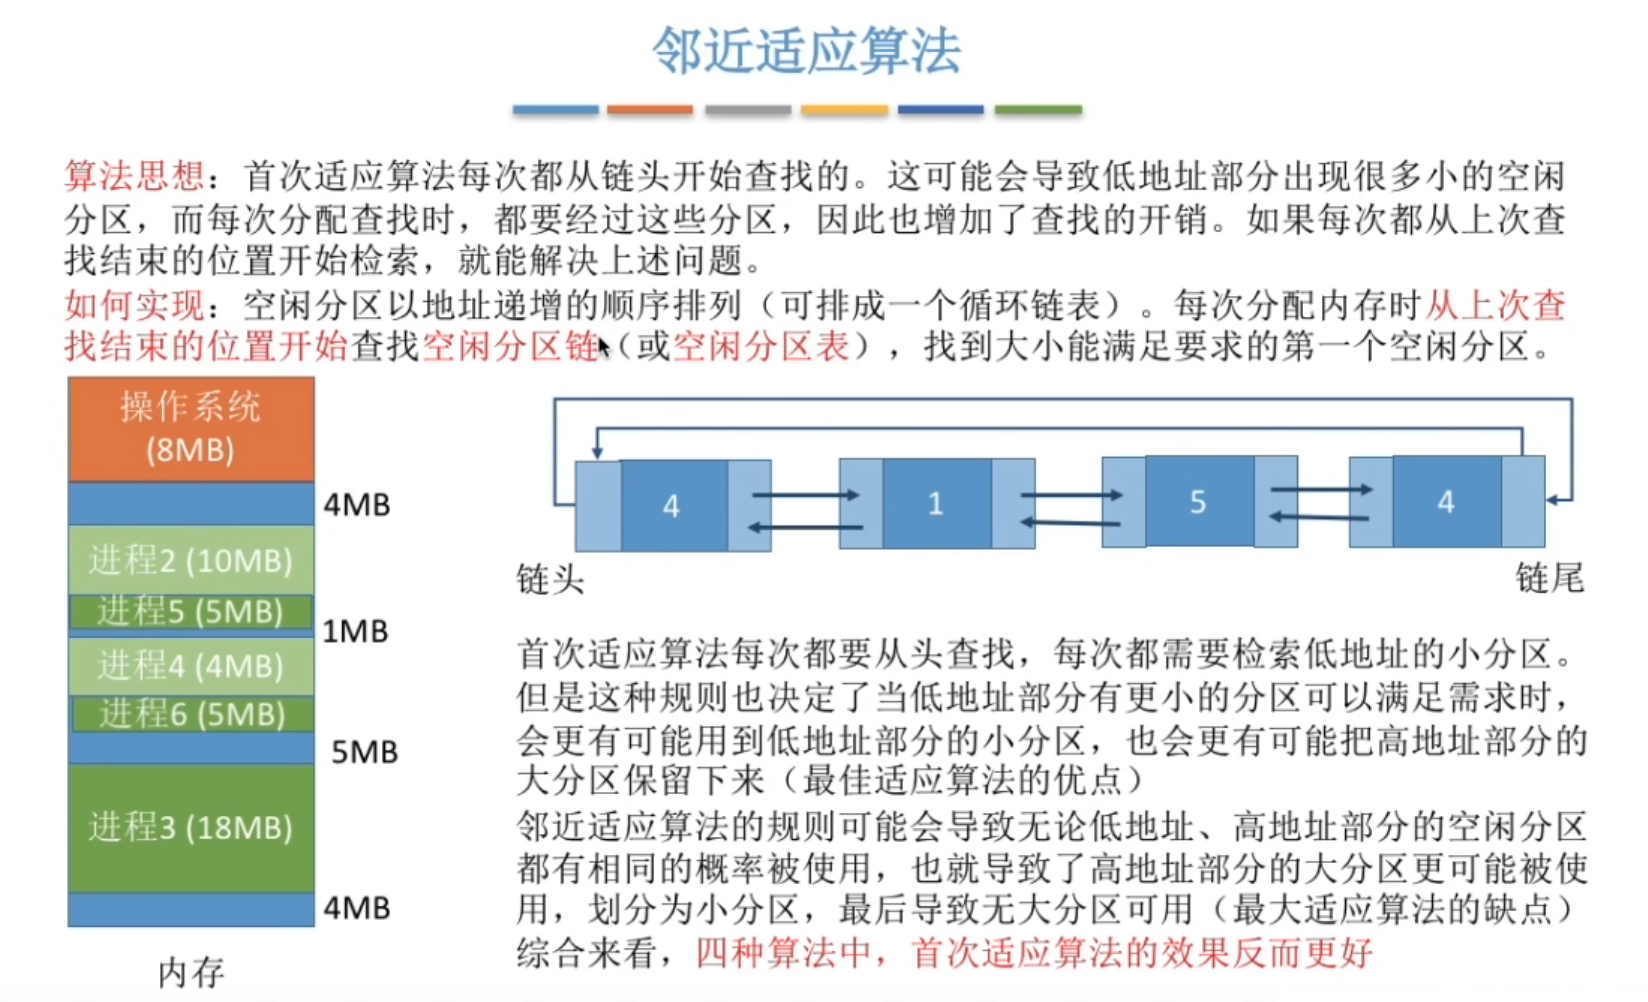 邻近适应算法
算法思想：首次适应算法每次都从链头开始查找的。这可能会导致低地址部分出现很多小的空闲
分区，而每次分配查找时，都要经过这些分区，因此也增加了查找的开销。如果每次都从上次查
找结束的位置开始检索，就能解决上述问题。
如何实现：空闲分区以地址递增的顺序排列（可排成一个循环链表）。每次分配内存时从上次查
找结束的位置开始查找空闲分区链（或空闲分区表），找到大小能满足要求的第一个空闲分区。
操作系统
(8MB)
4MB
进程2 (10MB)
进程5 (5MB)
1MB
进程4 (4MB)
进程6 (5MB)
5MB
进程3 (18MB)
4MB
内存
4
1
5
4
链头
链尾
首次适应算法每次都要从头查找，每次都需要检索低地址的小分区。
但是这种规则也决定了当低地址部分有更小的分区可以满足需求时，
会更有可能用到低地址部分的小分区，也会更有可能把高地址部分的
大分区保留下来（最佳适应算法的优点）
邻近适应算法的规则可能会导致无论低地址、高地址部分的空闲分区
都有相同的概率被使用，也就导致了高地址部分的大分区更可能被使
用，划分为小分区，最后导致无大分区可用（最大适应算法的缺点）
综合来看，四种算法中，首次适应算法的效果反而更好